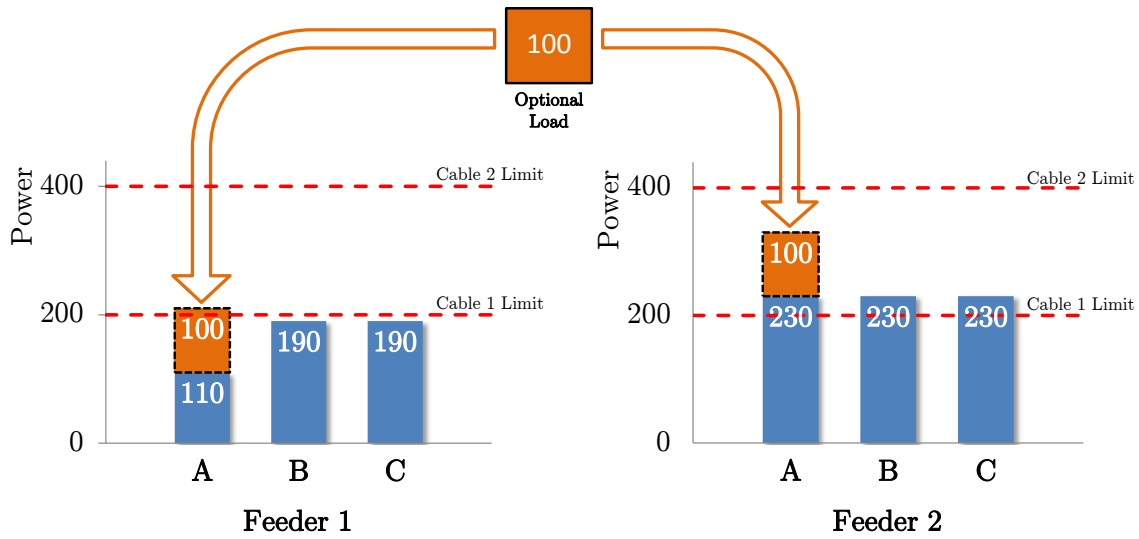 100
Optional
Load
Power
400
200
0
Cable 2 Limit
Cable 1 Limit
100
110
190
190
A B C
Feeder 1
Power
400
200
0
Cable 2 Limit
Cable 1 Limit
100
230
230
230
A B C
Feeder 2